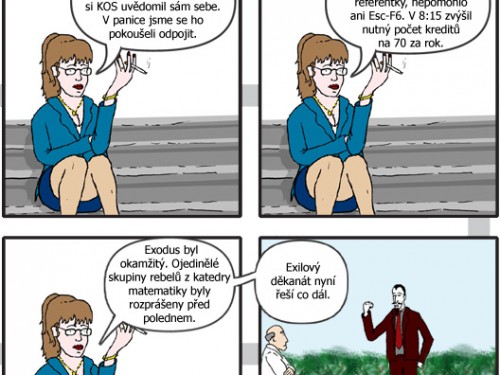 si KOS uvědomil sám sebe.
V panice jsme se ho
pokoušeli odpojit.
referentky, nepomohlo
ani Esc-F6. V 8:15 zvýšil
nutný počet kreditů
na 70 za rok.
Exodus byl
okamžitý. Ojedinělé
skupiny rebelů z katedry
matematiky byly
rozprášeny před
polednem.
Exilový
děkanát nyní
řeší co dál.